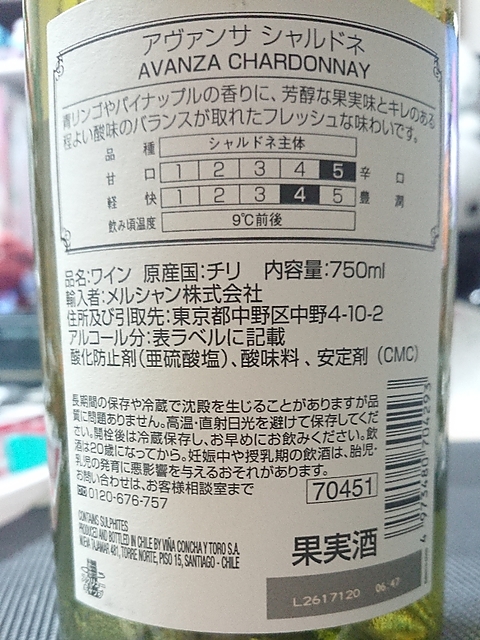 アヴァンサ シャルドネ
AVANZA CHARDONNAY
青リンゴやパイナップルの香りに、芳醇な果実味とキレのある
程よい酸味のバランスが取れたフレッシュな味わいです。
品種 シャルドネ主体
甘口 1 2 3 4 5 辛口
軽快 1 2 3 4 5 豊潤
飲み頃温度 9℃前後
品名:ワイン 原産国:チリ 内容量:750ml
輸入者:メルシャン株式会社
住所及び引取先:東京都中野区中野4-10-2
アルコール分:表ラベルに記載
酸化防止剤(亜硫酸塩)、酸味料、安定剤(CMC)
長期間の保存や冷蔵で沈殿を生じることがありますが品
質に問題ありません。高温・直射日光を避けて保存してくだ
さい。開栓後は冷蔵保存し、お早めにお飲みください。飲
酒は20歳になってから。妊娠中や授乳期の飲酒は、胎児・
乳児の発育に悪影響を与えるおそれがあります。
お問い合わせは、お客様相談室まで
0120-676-757
70451
4 973480 704293
CONTAINS SULPHITES
PRODUCED AND BOTTLED IN CHILE BY VIÑA CONCHA Y TORO S.A.
NUEVA TAJAMAR 481, TORRE NORTE, PISO 15, SANTIAGO - CHILE
果実酒
L2617120 06:47